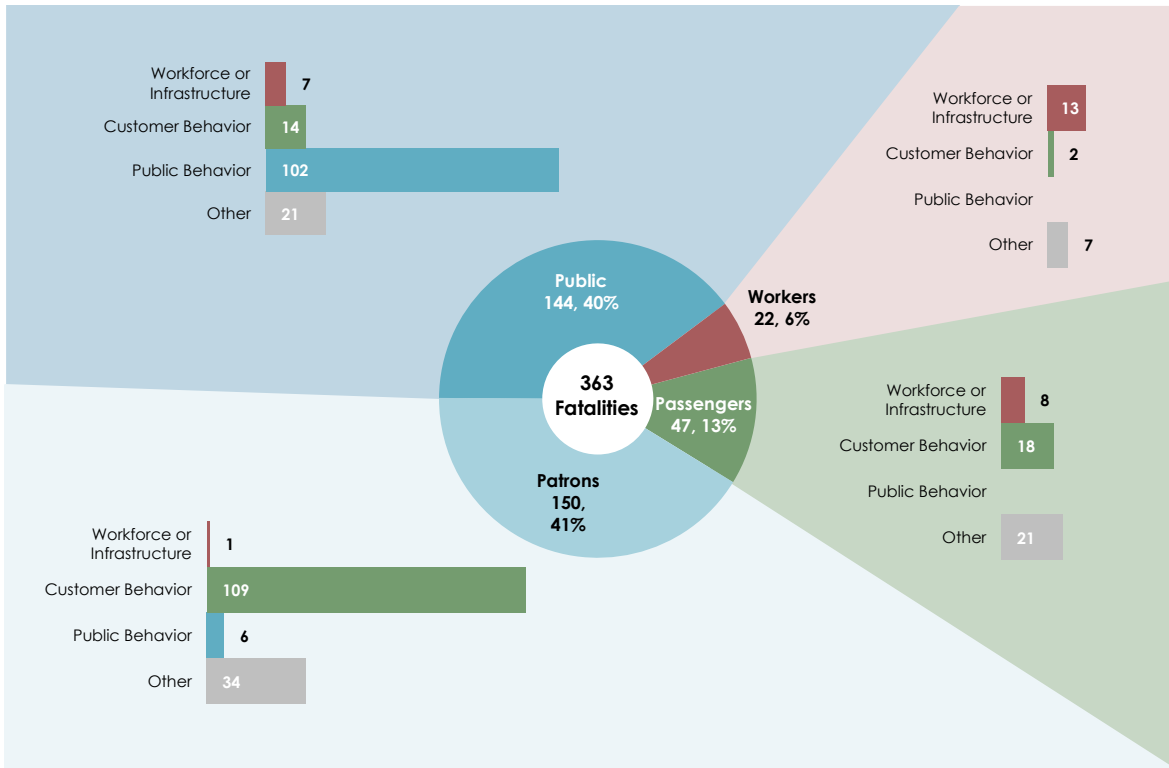 Workforce or
Infrastructure
7
Customer Behavior
14
Public Behavior
102
Other
21
Workforce or
Infrastructure
13
Customer Behavior
2
Public Behavior
Other
7
Public
144, 40%
Workers
22, 6%
363
Fatalities
Passengers
47, 13%
Patrons
150,
41%
Workforce or
Infrastructure
8
Customer Behavior
18
Public Behavior
Other
21
Workforce or
Infrastructure
1
Customer Behavior
109
Public Behavior
6
Other
34